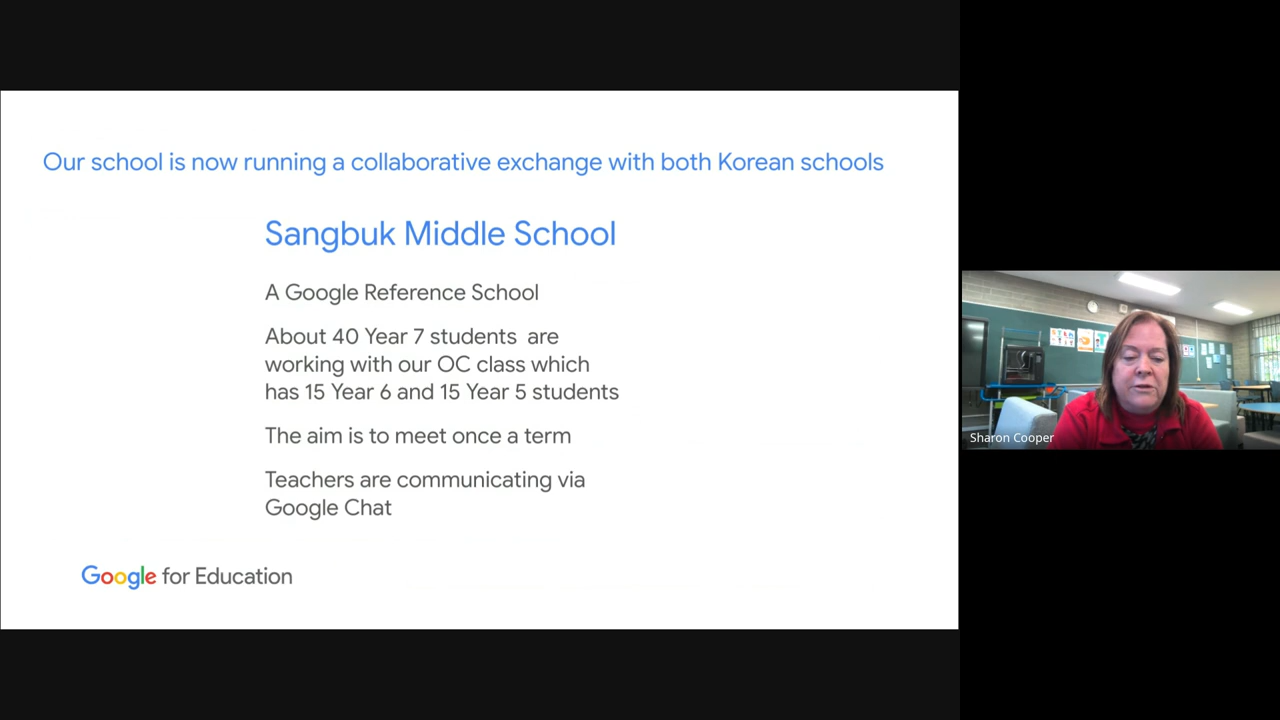 Our school is now running a collaborative exchange with both Korean schools
Sangbuk Middle School
A Google Reference School
About 40 Year 7 students are
working with our OC class which
has 15 Year 6 and 15 Year 5 students
The aim is to meet once a term
Teachers are communicating via
Google Chat
Google for Education
Sharon Cooper